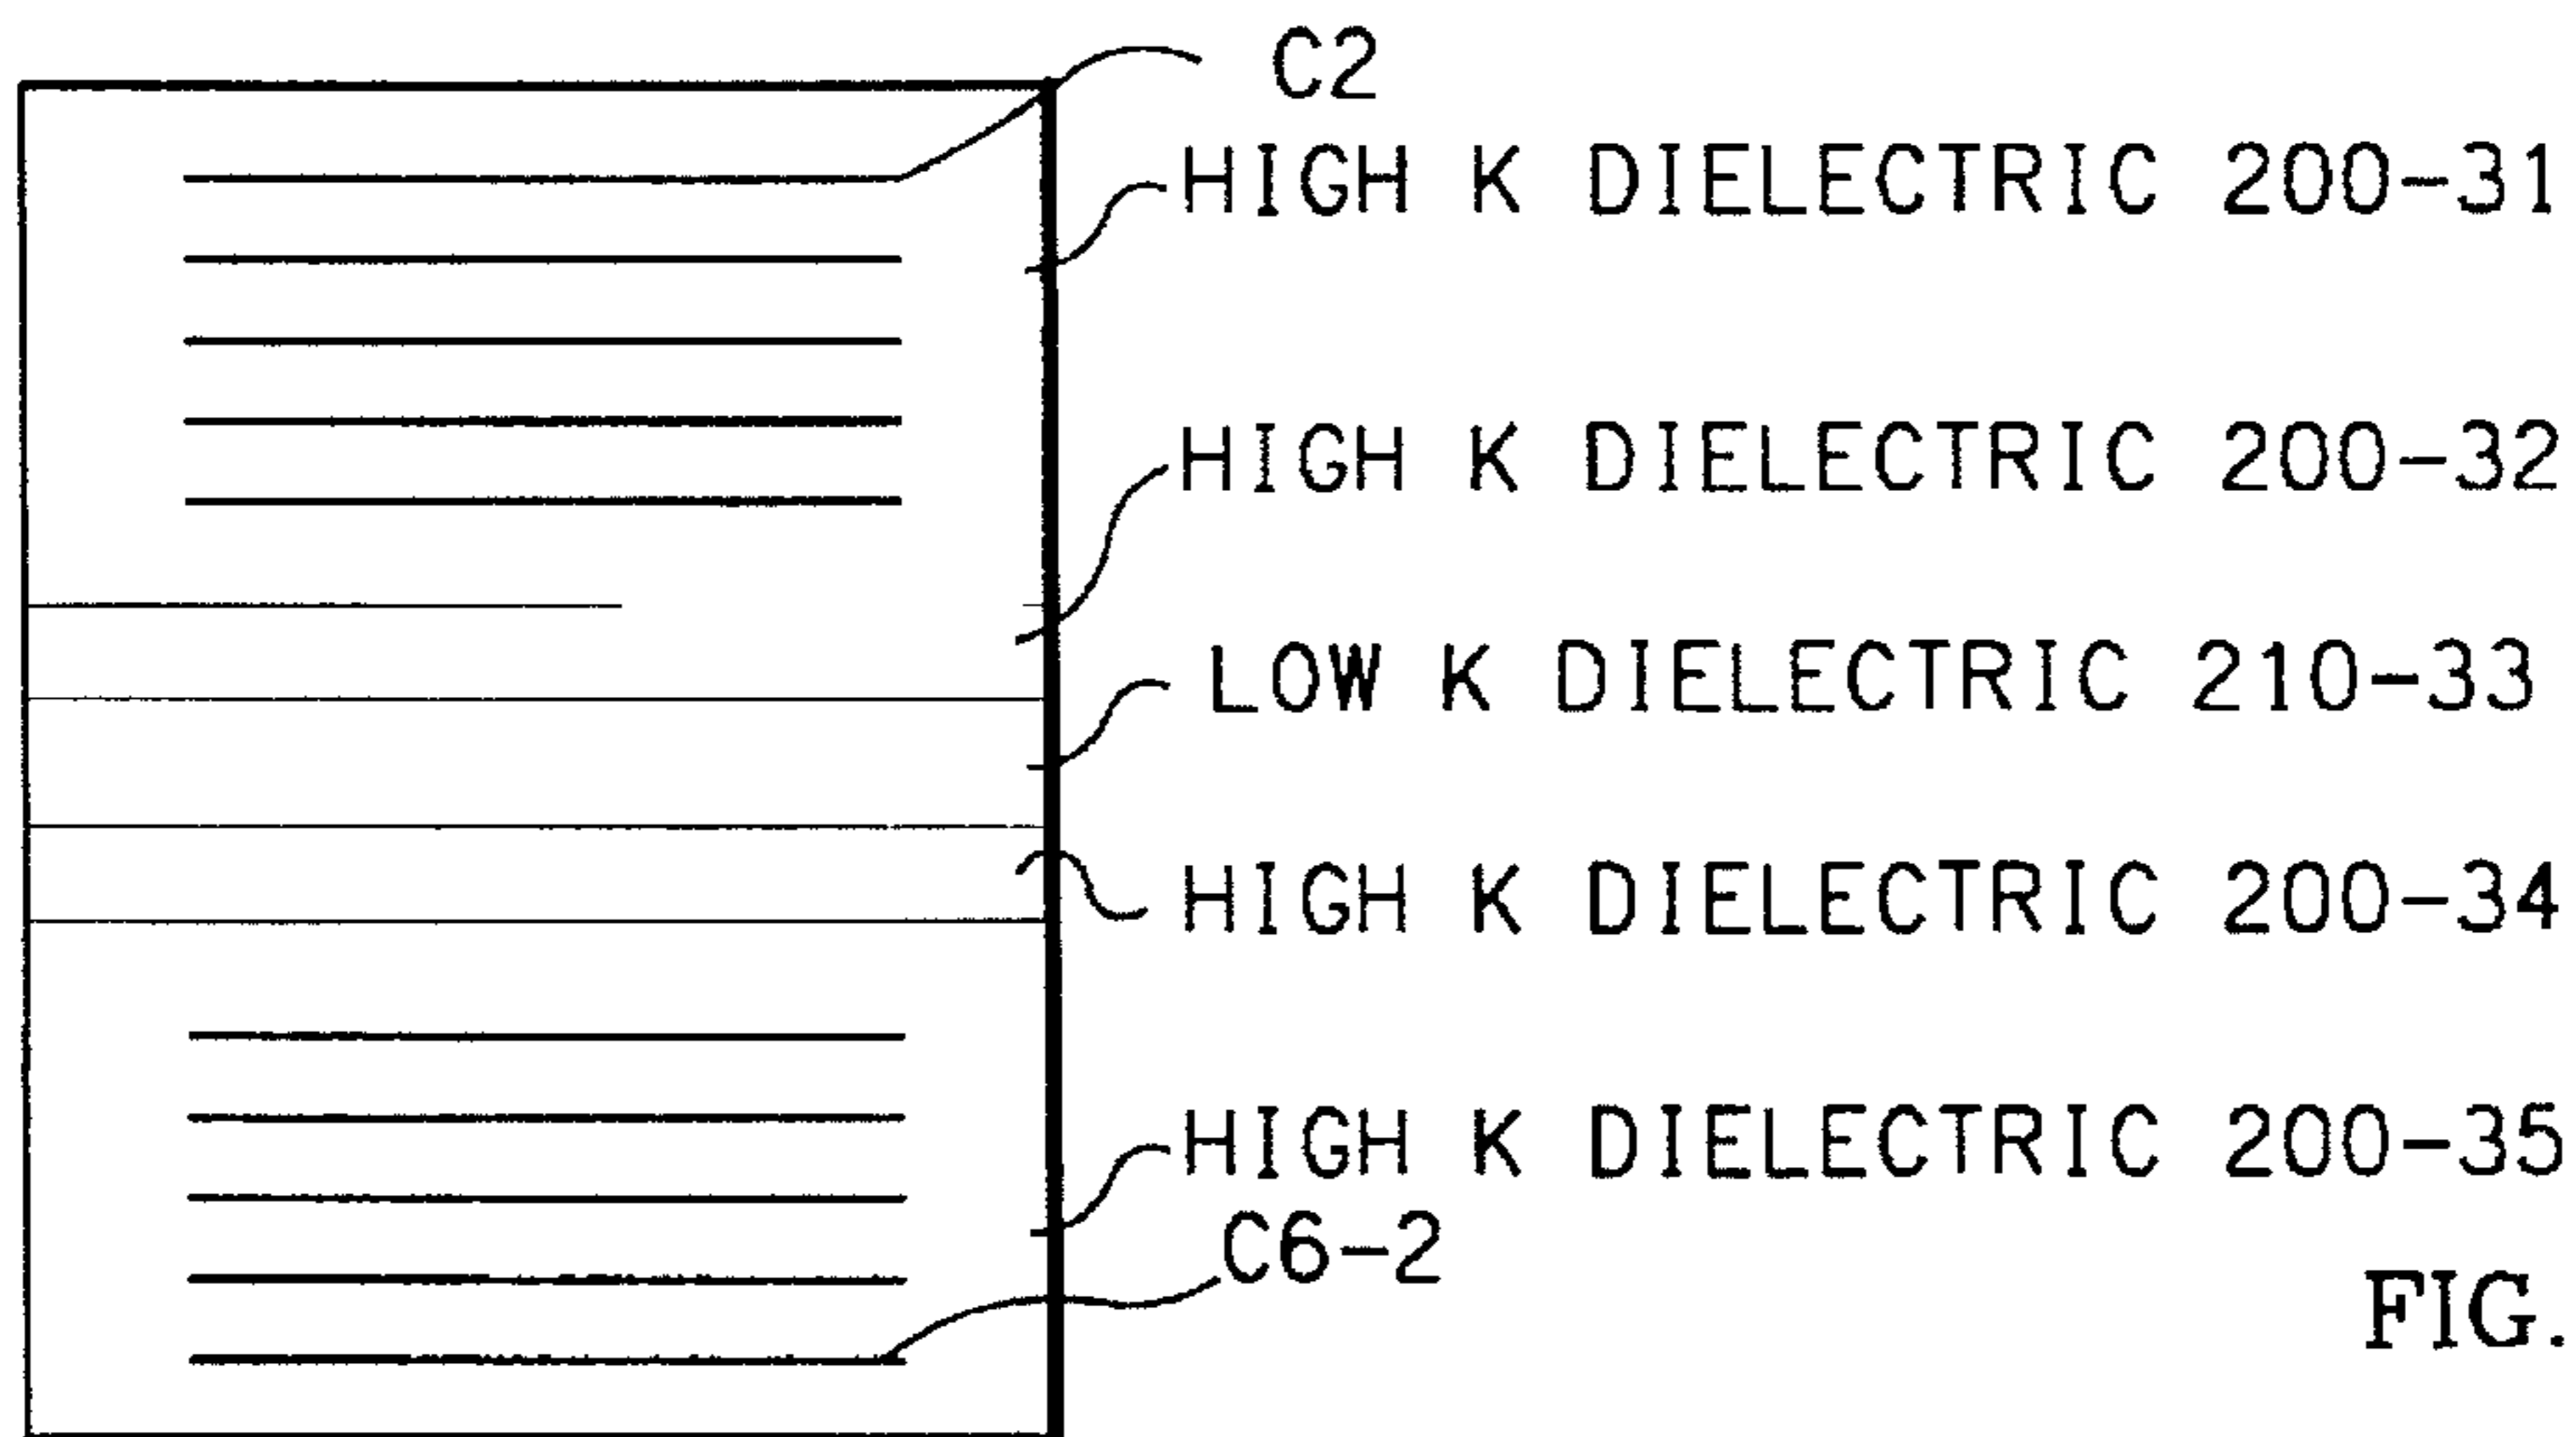 C2
HIGH K DIELECTRIC 200-31
HIGH K DIELECTRIC 200-32
LOW K DIELECTRIC 210-33
HIGH K DIELECTRIC 200-34
HIGH K DIELECTRIC 200-35
C6-2
FIG.